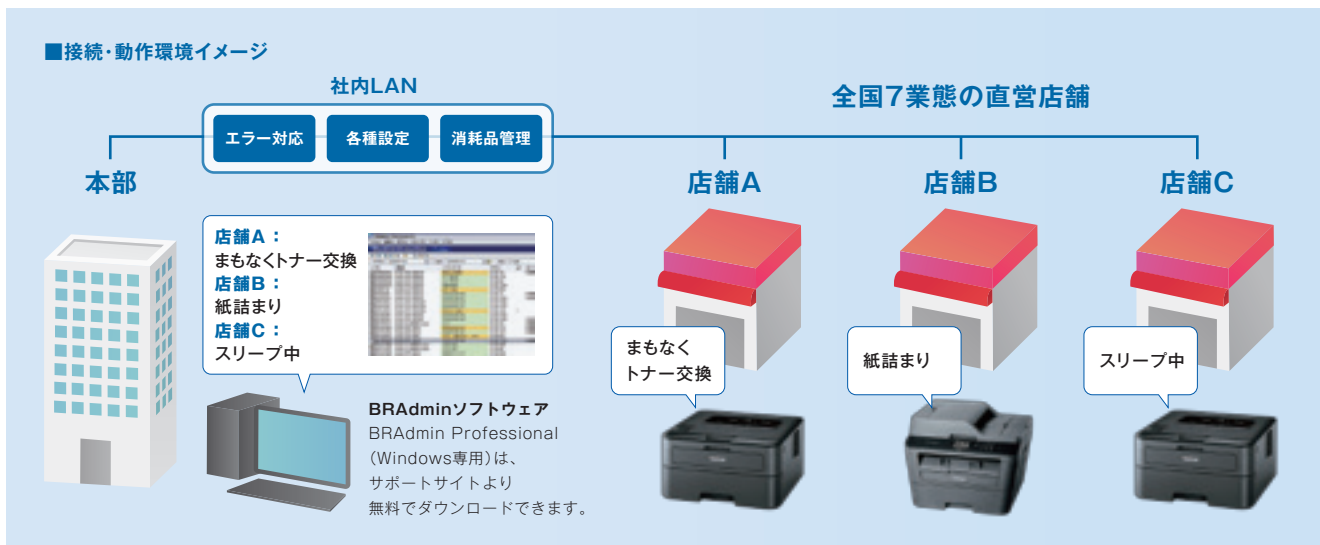 ■接続・動作環境イメージ
社内LAN
全国7業態の直営店舗
エラー対応
各種設定
消耗品管理
本部
店舗A
店舗B
店舗C
店舗A：
まもなくトナー交換
店舗B：
紙詰まり
店舗C：
スリープ中
まもなく
トナー交換
紙詰まり
スリープ中
BRAdminソフトウェア
BRAdmin Professional
（Windows専用）は、
サポートサイトより
無料でダウンロードできます。